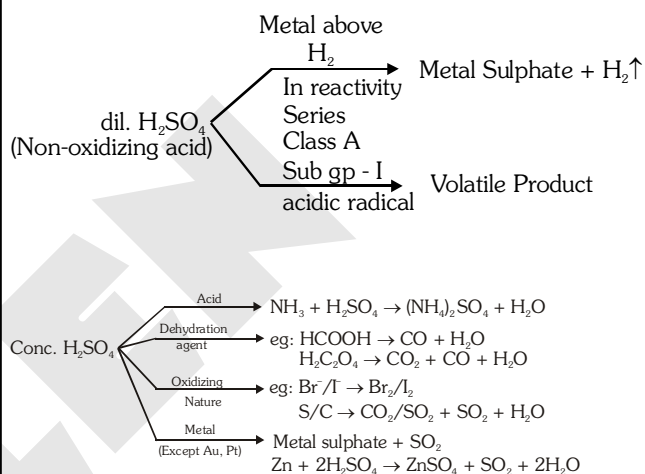 Metal above
H₂
In reactivity
Series
Class A
Sub gp - I
acidic radical
Metal Sulphate + H₂↑
dil. H₂SO₄
(Non-oxidizing acid)
Volatile Product
Conc. H₂SO₄
Acid
NH₃ + H₂SO₄ → (NH₄)₂SO₄ + H₂O
Dehydration
agent
eg: HCOOH → CO + H₂O
H₂C₂O₄ → CO₂ + CO + H₂O
Oxidizing
Nature
eg: Br⁻/I⁻ → Br₂/I₂
S/C → CO₂/SO₂ + SO₂ + H₂O
Metal
(Except Au, Pt)
Metal sulphate + SO₂
Zn + 2H₂SO₄ → ZnSO₄ + SO₂ + 2H₂O